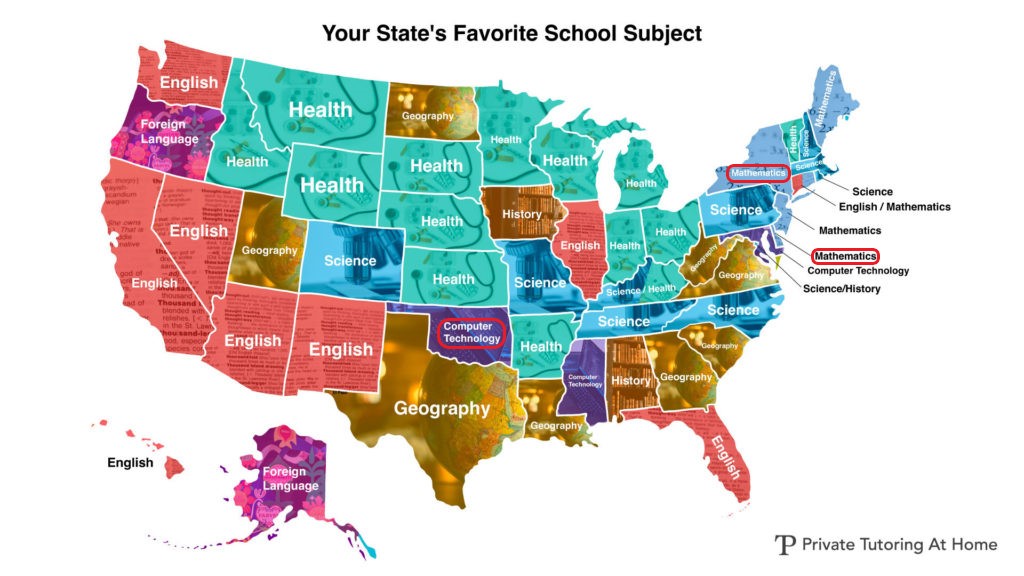 Your State's Favorite School Subject
English
Health
Geography
Mathematics
Foreign
Language
Health
Health
Health
Health
Health
Health
Science
Mathematics
Science
Science
English / Mathematics
Health
Health
History
Science
Mathematics
English
Geography
Science
Health
English
Health
Health
Geography
Geography
Mathematics
Computer Technology
Science/History
English
Science
Science / Health
English
English
Computer
Technology
Health
Science
Science
Geography
Geography
Computer
Technology
History
Geography
Geography
English
English
Foreign
Language
TP Private Tutoring At Home